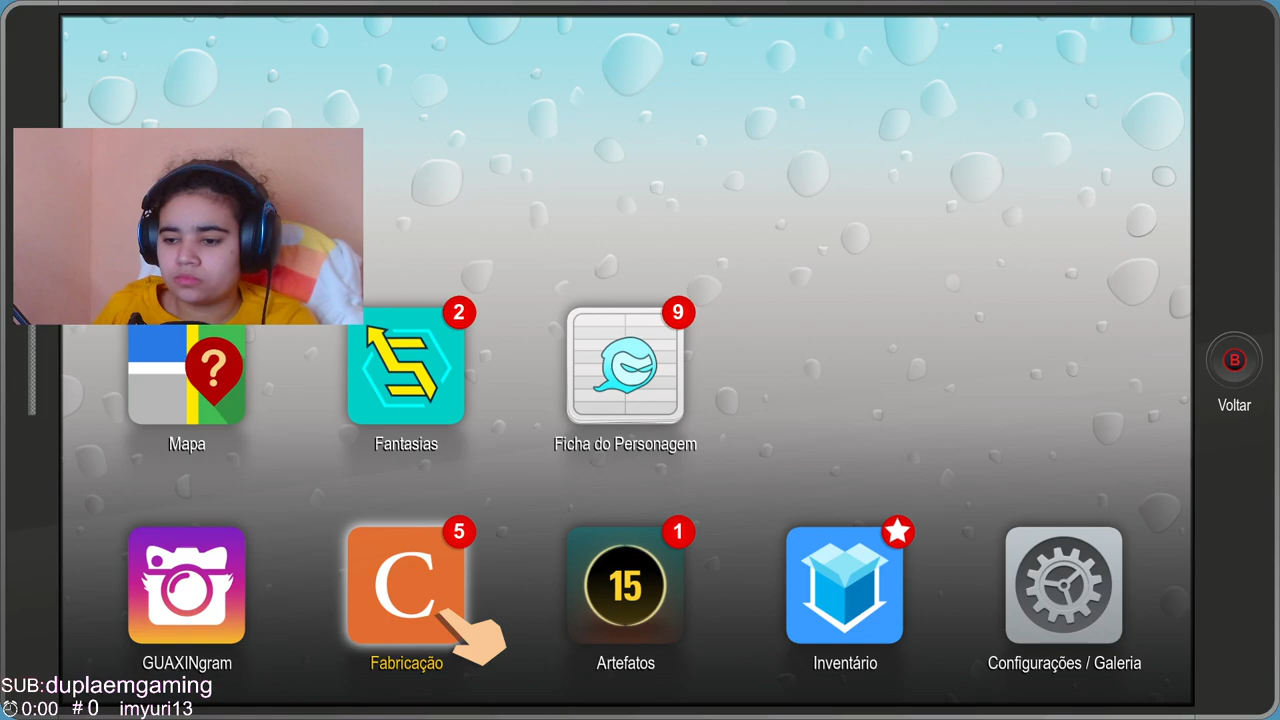 2
9
B
Voltar
?
Mapa
Fantasias
Ficha do Personagem
5
1
C
15
GUAXINgram
Fabricação
Artefatos
Inventário
Configurações / Galeria
SUB:duplaemgaming
0:00 # 0 imyuri13